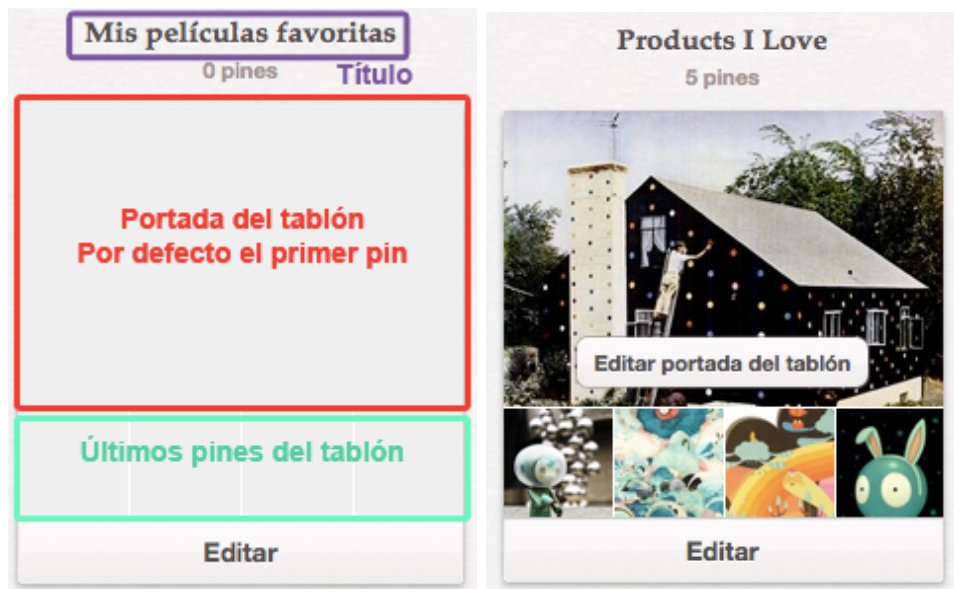 Mis películas favoritas
0 pines
Título
Portada del tablón
Por defecto el primer pin
Últimos pines del tablón
Editar
Products I Love
5 pines
Editar portada del tablón
Editar